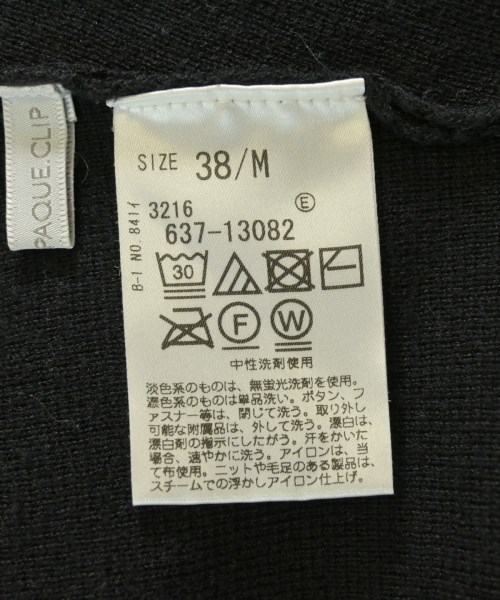 PAQUE.CLIP
SIZE 38/M
B-1 NO.841イ
3216
E
637-13082
30
F
W
中性洗剤使用
淡色系のものは、無蛍光洗剤を使用。
濃色系のものは単品洗い。ボタン、フ
ァスナー等は、閉じて洗う。取り外し
可能な附属品は、外して洗う。漂白は、
漂白剤の指示にしたがう。汗をかいた
場合、速やかに洗う。アイロンは、当
て布使用。ニットや毛足のある製品は、
スチームでの浮かしアイロン仕上げ。